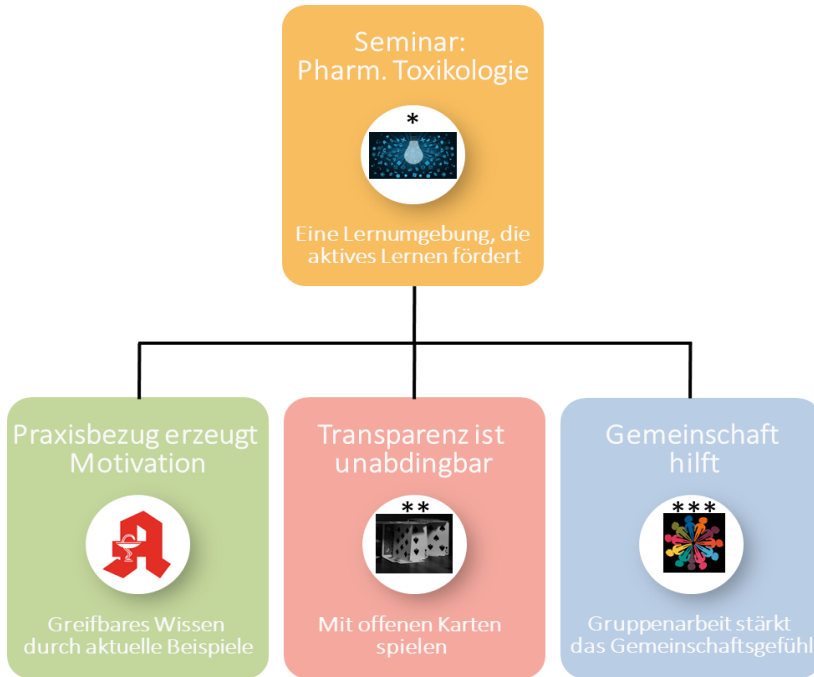 Seminar:
Pharm. Toxikologie
*
Eine Lernumgebung, die
aktives Lernen fördert
Praxisbezug erzeugt
Motivation
Greifbares Wissen
durch aktuelle Beispiele
Transparenz ist
unabdingbar
**
Mit offenen Karten
spielen
Gemeinschaft
hilft
***
Gruppenarbeit stärkt
das Gemeinschaftsgefühl